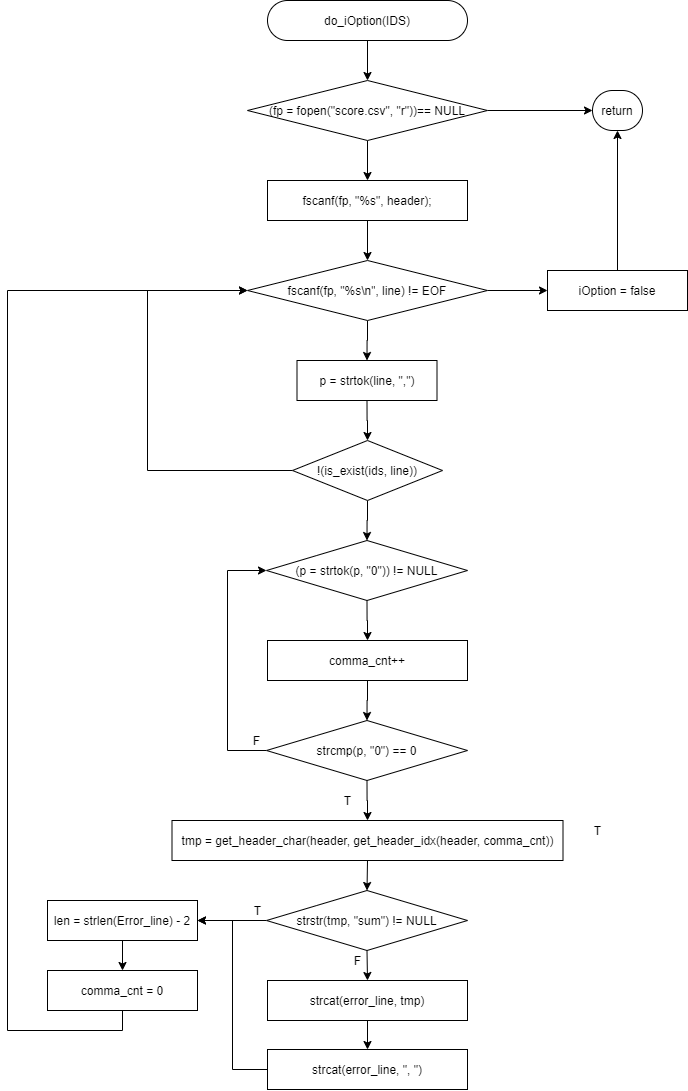 do_iOption(IDS)
(fp = fopen("score.csv", "r"))== NULL
return
fscanf(fp, "%s", header);
fscanf(fp, "%s\n", line) != EOF
iOption = false
p = strtok(line, ",")
!(is_exist(ids, line))
(p = strtok(p, "0")) != NULL
comma_cnt++
F
strcmp(p, "0") == 0
T
tmp = get_header_char(header, get_header_idx(header, comma_cnt))
T
T
len = strlen(Error_line) - 2
strstr(tmp, "sum") != NULL
F
comma_cnt = 0
strcat(error_line, tmp)
strcat(error_line, ", ")